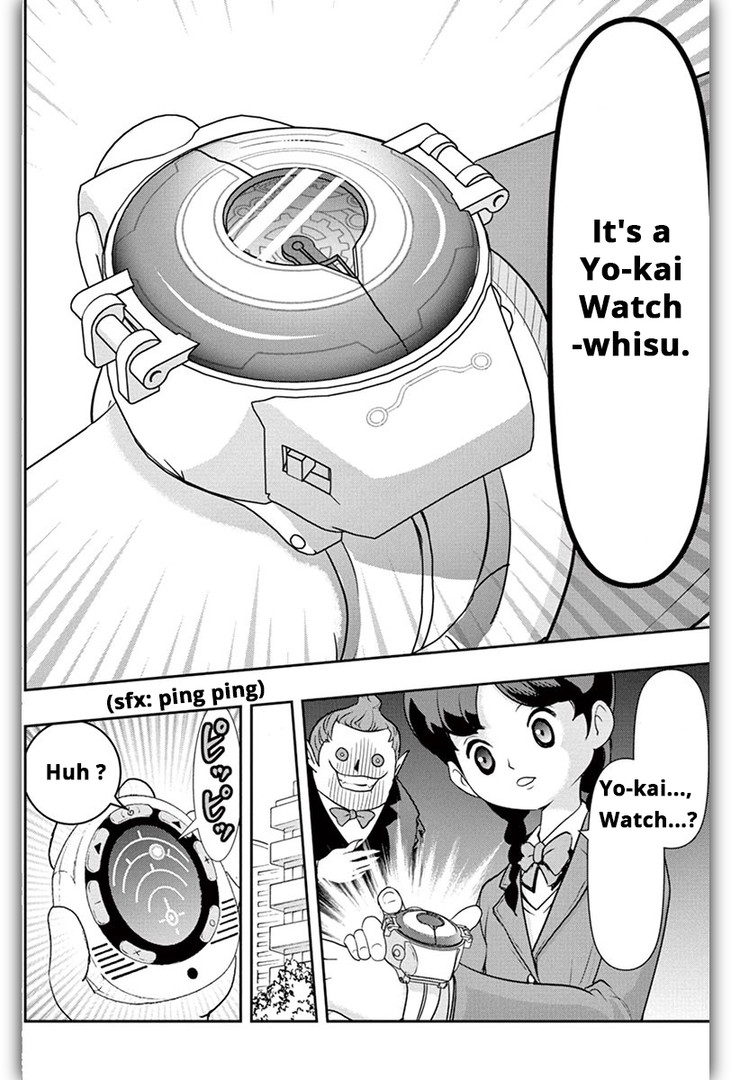 It's a
Yo-kai
Watch
-whisu.
Yo-kai...,
Watch...?
(sfx: ping ping)
ピッピッ
Huh ?